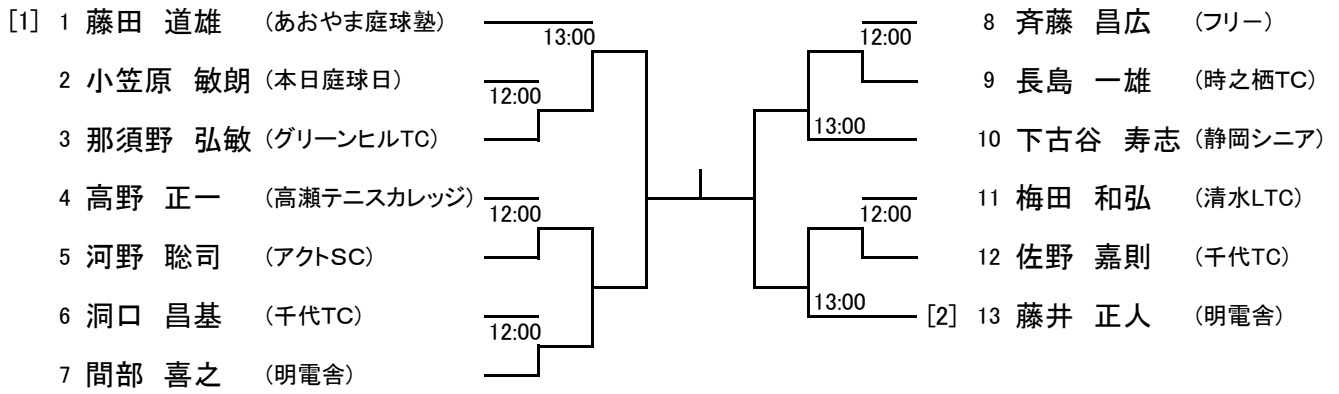 [1] 1 藤田 道雄 (あおやま庭球塾)
13:00
2 小笠原 敏朗 (本日庭球日)
12:00
3 那須野 弘敏 (グリーンヒルTC)
4 高野 正一 (高瀬テニスカレッジ)
12:00
5 河野 聡司 (アクトSC)
6 洞口 昌基 (千代TC)
12:00
7 間部 喜之 (明電舎)
8 斉藤 昌広 (フリー)
12:00
9 長島 一雄 (時之栖TC)
13:00
10 下古谷 寿志 (静岡シニア)
11 梅田 和弘 (清水LTC)
12:00
12 佐野 嘉則 (千代TC)
13:00
[2] 13 藤井 正人 (明電舎)